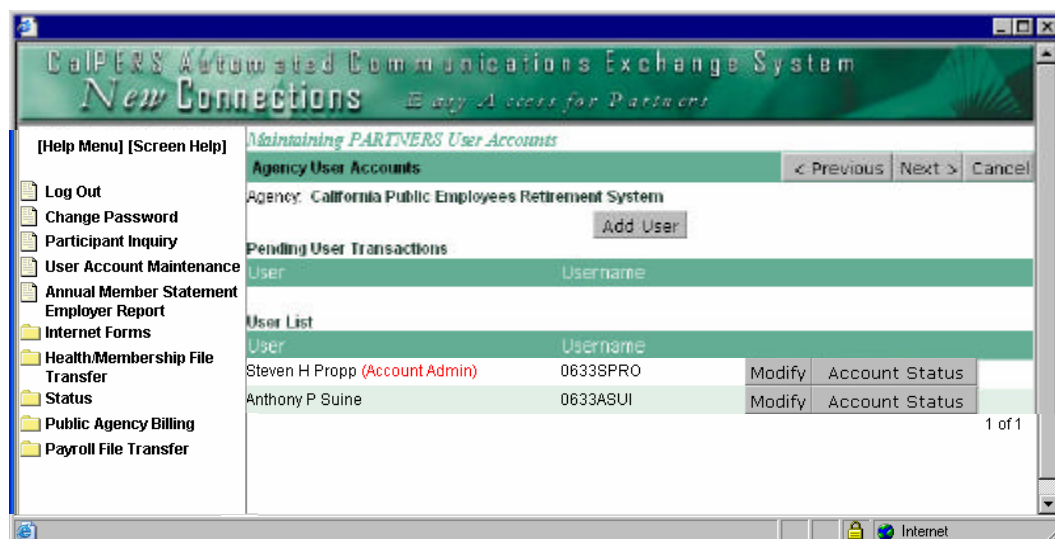 CalPERS Automated Communications Exchange System
New Connections Easy Access for Partners
[Help Menu] [Screen Help]
Log Out
Change Password
Participant Inquiry
User Account Maintenance
Annual Member Statement
Employer Report
Internet Forms
Health/Membership File
Transfer
Status
Public Agency Billing
Payroll File Transfer
Maintaining PARTNERS User Accounts
Agency User Accounts < Previous Next > Cancel
Agency: California Public Employees Retirement System
Add User
Pending User Transactions
User Username
User List
User Username
Steven H Propp (Account Admin) 0633SPRO Modify Account Status
Anthony P Suine 0633ASUI Modify Account Status
1 of 1
Internet